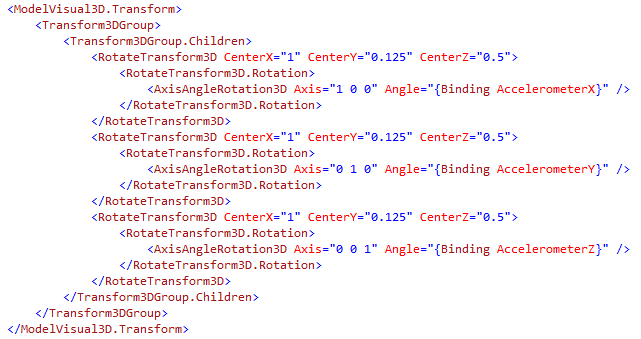 <ModelVisual3D.Transform>
    <Transform3DGroup>
        <Transform3DGroup.Children>
            <RotateTransform3D CenterX="1" CenterY="0.125" CenterZ="0.5">
                <RotateTransform3D.Rotation>
                    <AxisAngleRotation3D Axis="1 0 0" Angle="{Binding AccelerometerX}" />
                </RotateTransform3D.Rotation>
            </RotateTransform3D>
            <RotateTransform3D CenterX="1" CenterY="0.125" CenterZ="0.5">
                <RotateTransform3D.Rotation>
                    <AxisAngleRotation3D Axis="0 1 0" Angle="{Binding AccelerometerY}" />
                </RotateTransform3D.Rotation>
            </RotateTransform3D>
            <RotateTransform3D CenterX="1" CenterY="0.125" CenterZ="0.5">
                <RotateTransform3D.Rotation>
                    <AxisAngleRotation3D Axis="0 0 1" Angle="{Binding AccelerometerZ}" />
                </RotateTransform3D.Rotation>
            </RotateTransform3D>
        </Transform3DGroup.Children>
    </Transform3DGroup>
</ModelVisual3D.Transform>